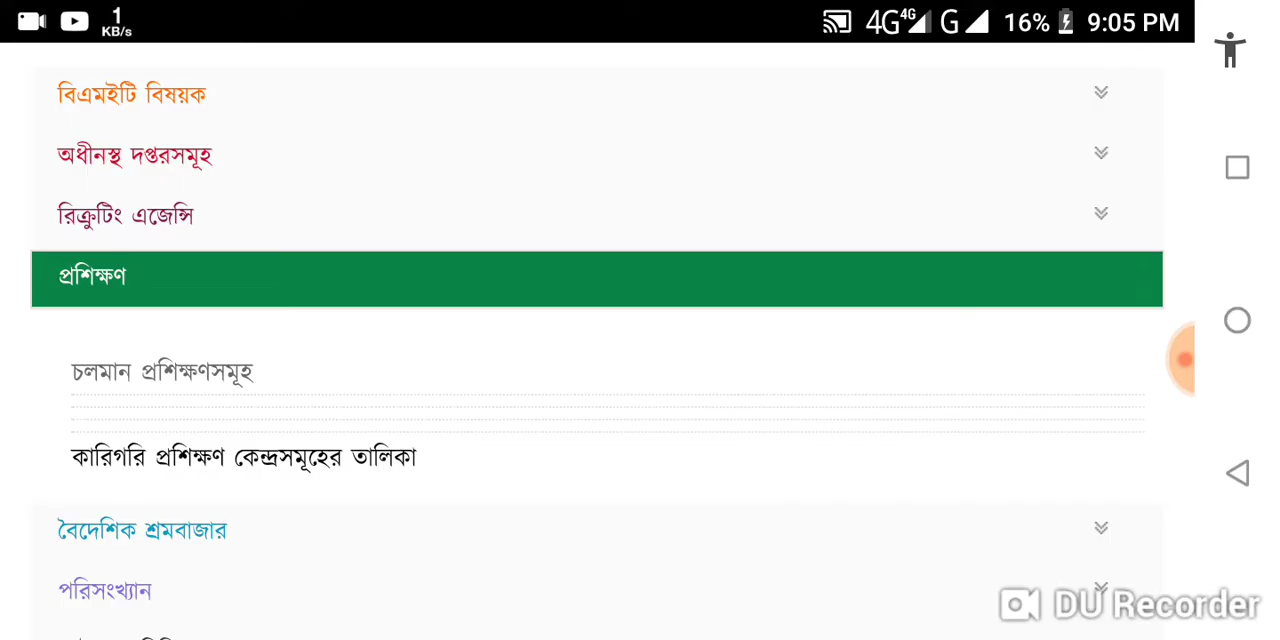 1
KB/s
4G 4G G 16% 9:05 PM
বিএমইটি বিষয়ক
অধীনস্থ দপ্তরসমূহ
রিক্রুটিং এজেন্সি
প্রশিক্ষণ
চলমান প্রশিক্ষণসমূহ
কারিগরি প্রশিক্ষণ কেন্দ্রসমূহের তালিকা
বৈদেশিক শ্রমবাজার
পরিসংখ্যান
DU Recorder